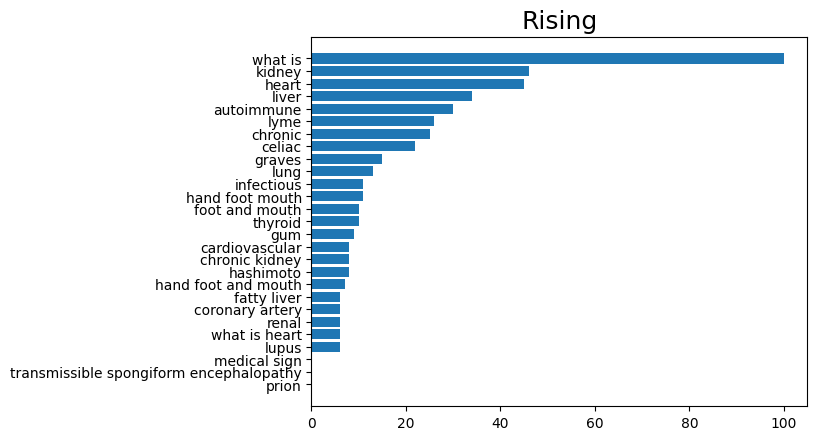 Rising
what is
kidney
heart
liver
autoimmune
lyme
chronic
celiac
graves
lung
infectious
hand foot mouth
foot and mouth
thyroid
gum
cardiovascular
chronic kidney
hashimoto
hand foot and mouth
fatty liver
coronary artery
renal
what is heart
lupus
medical sign
transmissible spongiform encephalopathy
prion
0 20 40 60 80 100